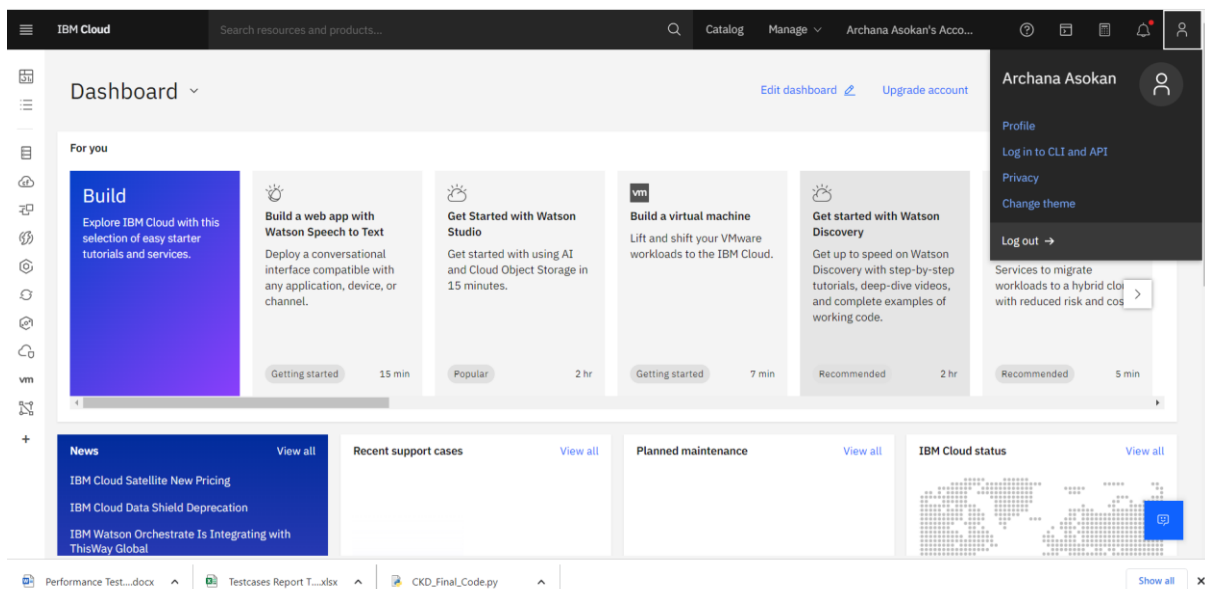 IBM Cloud
Search resources and products...
Catalog
Manage
Archana Asokan's Acco...
Archana Asokan
Profile
Log in to CLI and API
Privacy
Change theme
Log out →
Dashboard
Edit dashboard
Upgrade account
For you
Build
Explore IBM Cloud with this
selection of easy starter
tutorials and services.
Build a web app with
Watson Speech to Text
Deploy a conversational
interface compatible with
any application, device, or
channel.
Getting started
15 min
Get Started with Watson
Studio
Get started with using AI
and Cloud Object Storage in
15 minutes.
Popular
2 hr
vm
Build a virtual machine
Lift and shift your VMware
workloads to the IBM Cloud.
Getting started
7 min
Get started with Watson
Discovery
Get up to speed on Watson
Discovery with step-by-step
tutorials, deep-dive videos,
and complete examples of
working code.
Recommended
2 hr
Services to migrate
workloads to a hybrid clou
with reduced risk and cos
Recommended
5 min
vm
News
View all
IBM Cloud Satellite New Pricing
IBM Cloud Data Shield Deprecation
IBM Watson Orchestrate Is Integrating with
ThisWay Global
Recent support cases
View all
Planned maintenance
View all
IBM Cloud status
View all
Performance Test....docx
Testcases Report T....xlsx
CKD_Final_Code.py
Show all